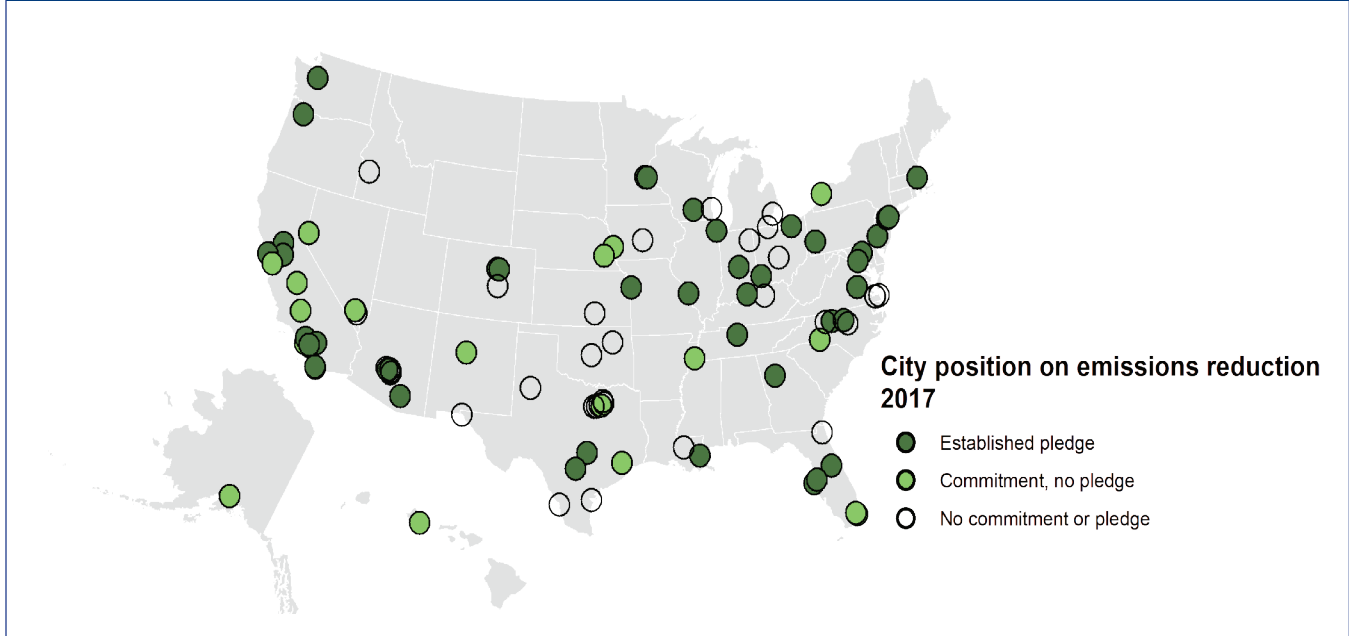 City position on emissions reduction
2017
Established pledge
Commitment, no pledge
No commitment or pledge